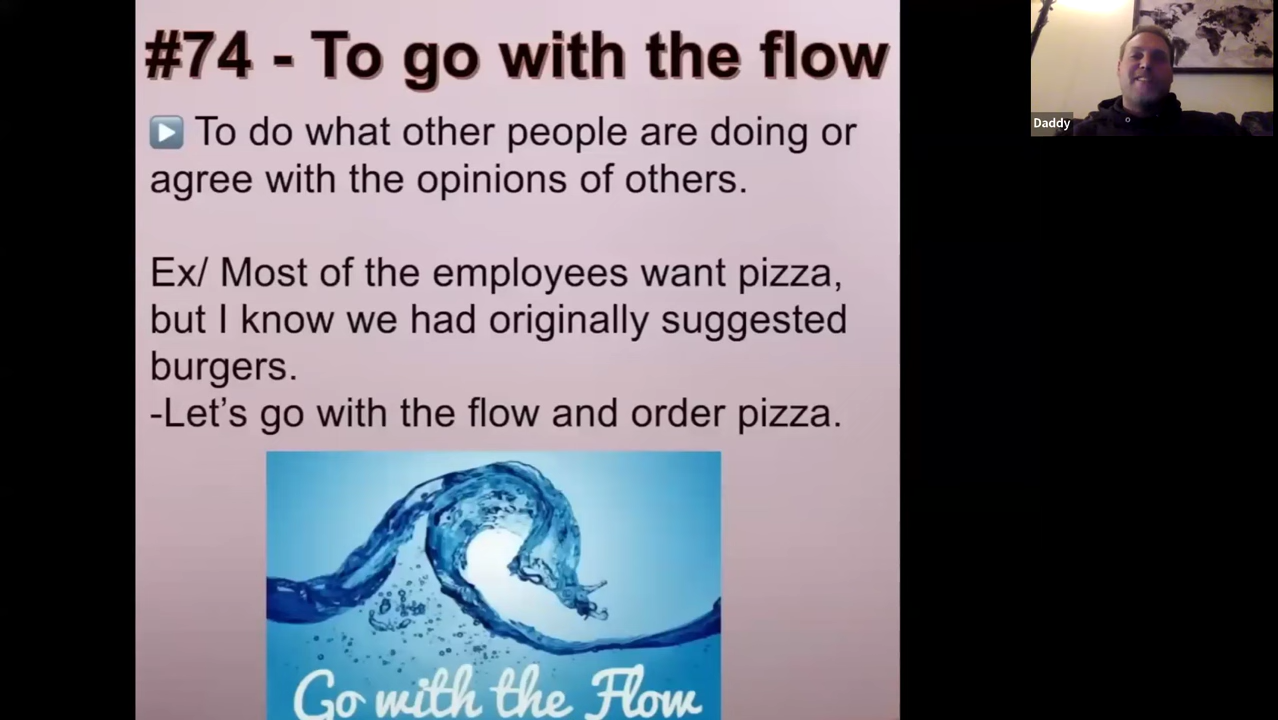 #74 - To go with the flow
▶️ To do what other people are doing or
agree with the opinions of others.
Ex/ Most of the employees want pizza,
but I know we had originally suggested
burgers.
-Let’s go with the flow and order pizza.
Go with the Flow
Daddy